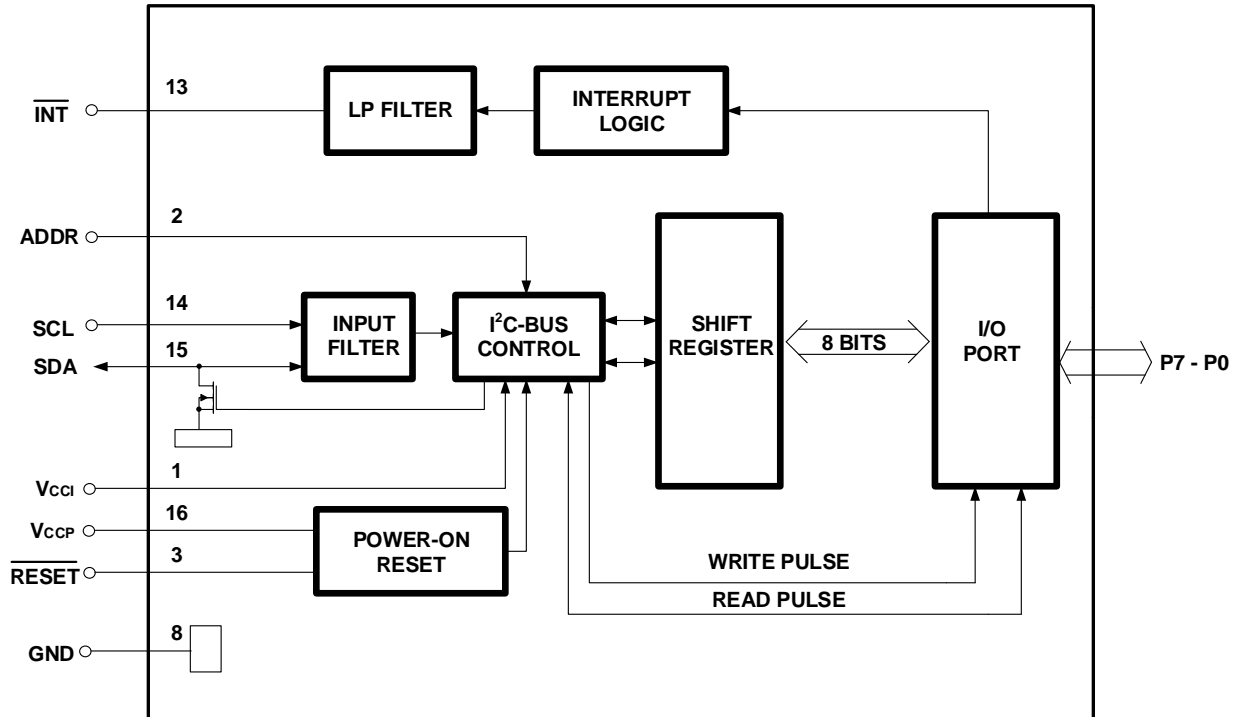 13
INT
LP FILTER
INTERRUPT
LOGIC
2
ADDR
14
SCL
15
SDA
INPUT
FILTER
I²C-BUS
CONTROL
SHIFT
REGISTER
8 BITS
I/O
PORT
P7 - P0
1
VCCI
16
VCCP
3
RESET
POWER-ON
RESET
WRITE PULSE
READ PULSE
8
GND